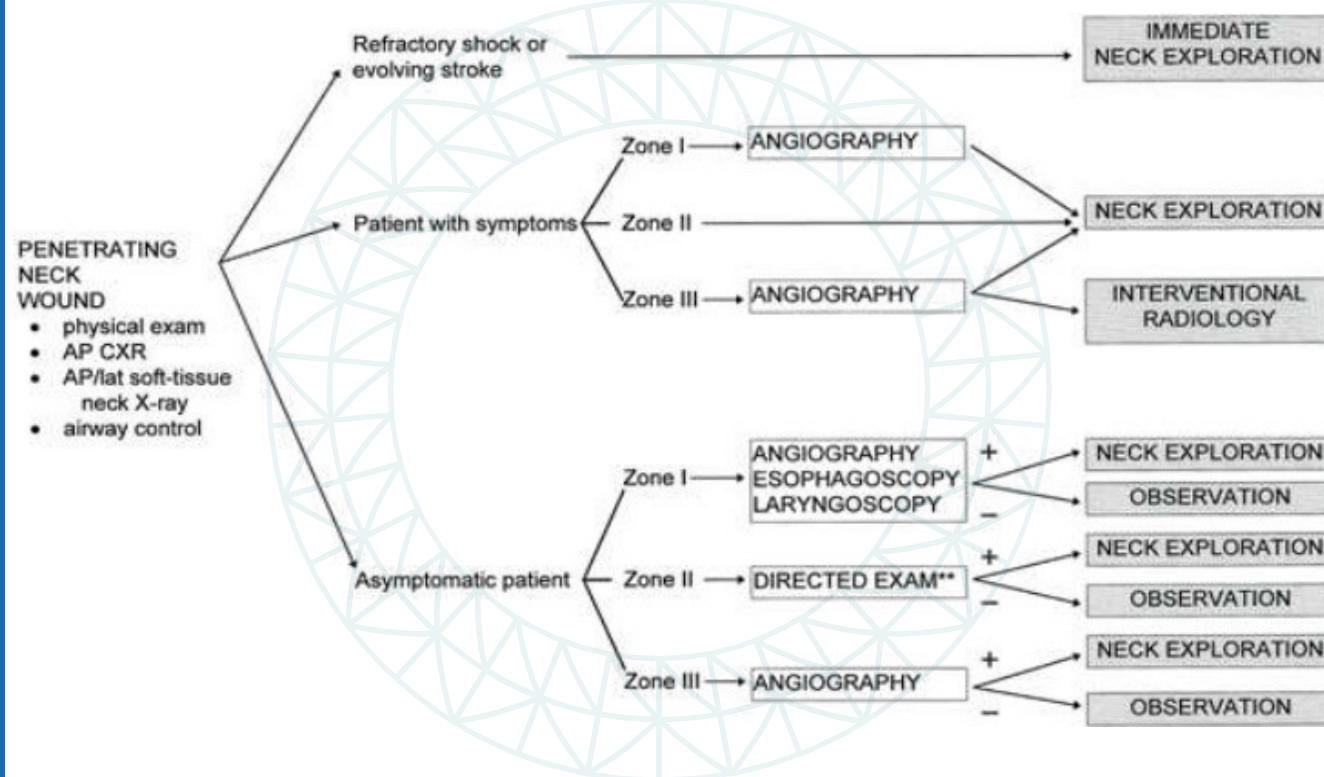 Refractory shock or
evolving stroke
IMMEDIATE
NECK EXPLORATION
PENETRATING
NECK
WOUND
• physical exam
• AP CXR
• AP/lat soft-tissue
neck X-ray
• airway control
Patient with symptoms
Zone I
ANGIOGRAPHY
Zone II
NECK EXPLORATION
Zone III
ANGIOGRAPHY
INTERVENTIONAL
RADIOLOGY
Asymptomatic patient
Zone I
ANGIOGRAPHY
ESOPHAGOSCOPY
LARYNGOSCOPY
+
NECK EXPLORATION
−
OBSERVATION
Zone II
DIRECTED EXAM**
+
NECK EXPLORATION
−
OBSERVATION
Zone III
ANGIOGRAPHY
+
NECK EXPLORATION
−
OBSERVATION